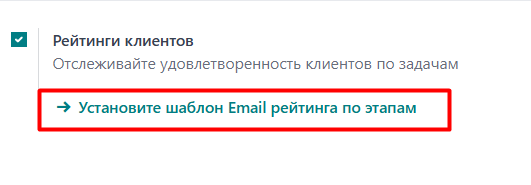 Рейтинги клиентов
Отслеживайте удовлетворенность клиентов по задачам
→ Установите шаблон Email рейтинга по этапам